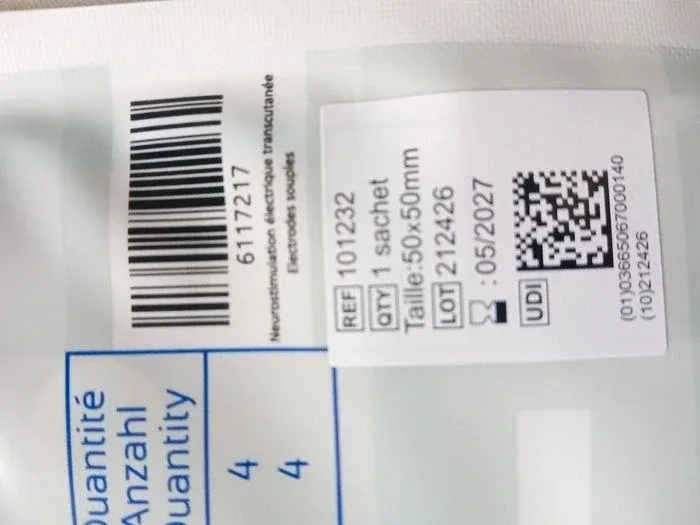 6117217
Neurostimulation électrique transcutanée
Electrodes souples
REF 101232
QTY 1 sachet
Taille:50x50mm
LOT 212426
: 05/2027
UDI
(01)03665067000140
(10)212426
Quantité
Anzahl
Quantity
4
4